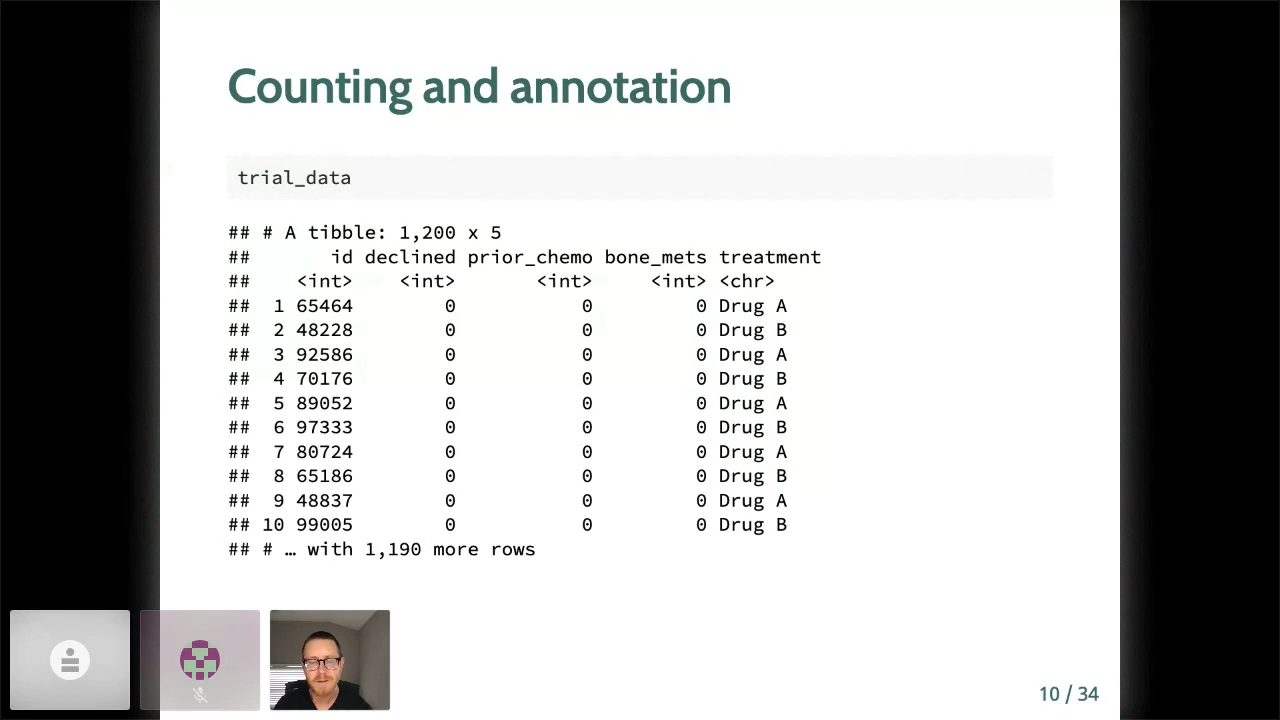 Counting and annotation
trial_data
## # A tibble: 1,200 x 5
##       id declined prior_chemo bone_mets treatment
##    <int>    <int>       <int>     <int> <chr>
##  1 65464        0           0         0 Drug A
##  2 48228        0           0         0 Drug B
##  3 92586        0           0         0 Drug A
##  4 70176        0           0         0 Drug B
##  5 89052        0           0         0 Drug A
##  6 97333        0           0         0 Drug B
##  7 80724        0           0         0 Drug A
##  8 65186        0           0         0 Drug B
##  9 48837        0           0         0 Drug A
## 10 99005        0           0         0 Drug B
## # … with 1,190 more rows
10 / 34